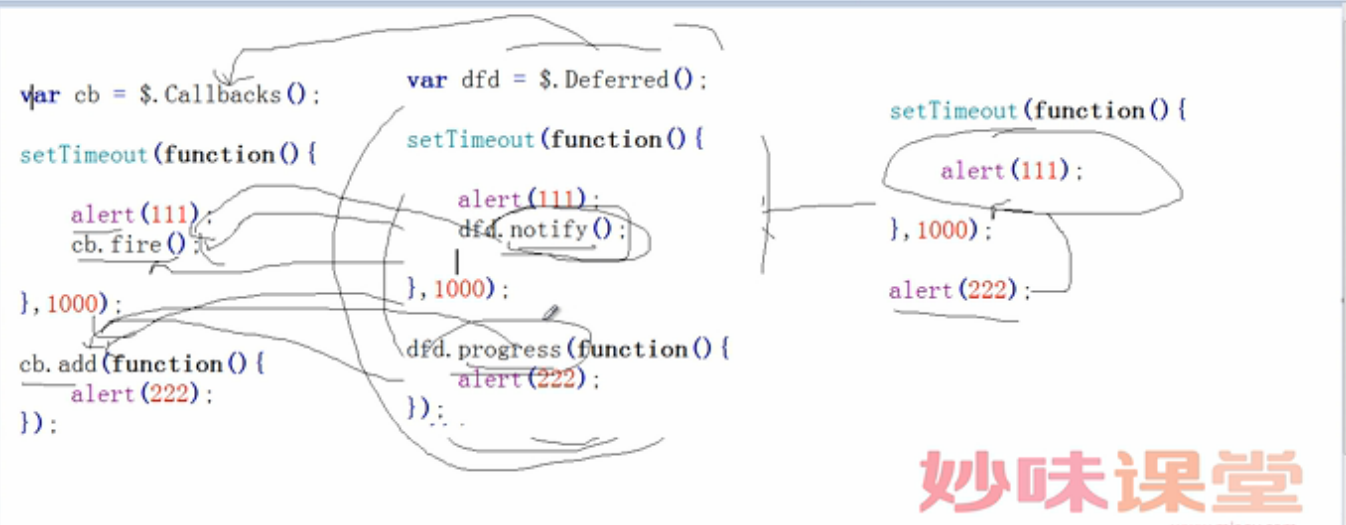 var cb = $.Callbacks();
setTimeout(function(){
alert(111);
cb.fire();
},1000);
cb.add(function(){
alert(222);
});
var dfd = $.Deferred();
setTimeout(function(){
alert(111);
dfd.notify();
},1000);
dfd.progress(function(){
alert(222);
});
setTimeout(function(){
alert(111);
},1000);
alert(222);
妙味课堂